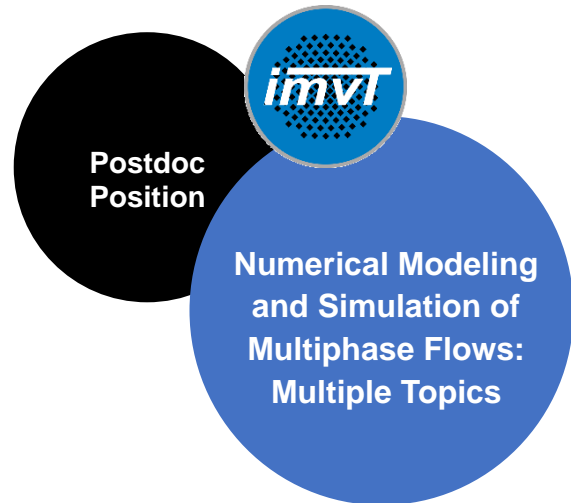 imvT
Postdoc
Position
Numerical Modeling
and Simulation of
Multiphase Flows:
Multiple Topics